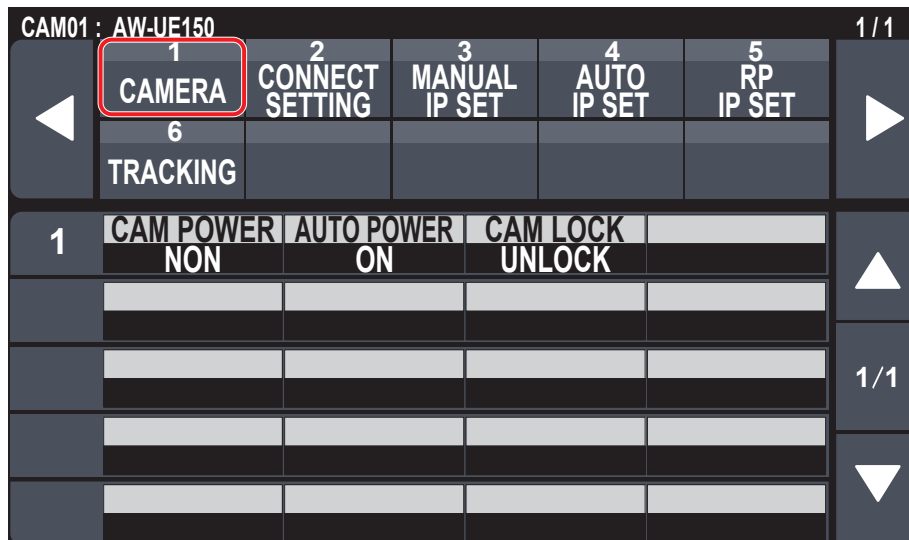 CAM01 : AW-UE150 1 / 1
1 2 3 4 5
CAMERA CONNECT SETTING MANUAL IP SET AUTO IP SET RP IP SET
6
TRACKING
1 CAM POWER AUTO POWER CAM LOCK
NON ON UNLOCK
1/1